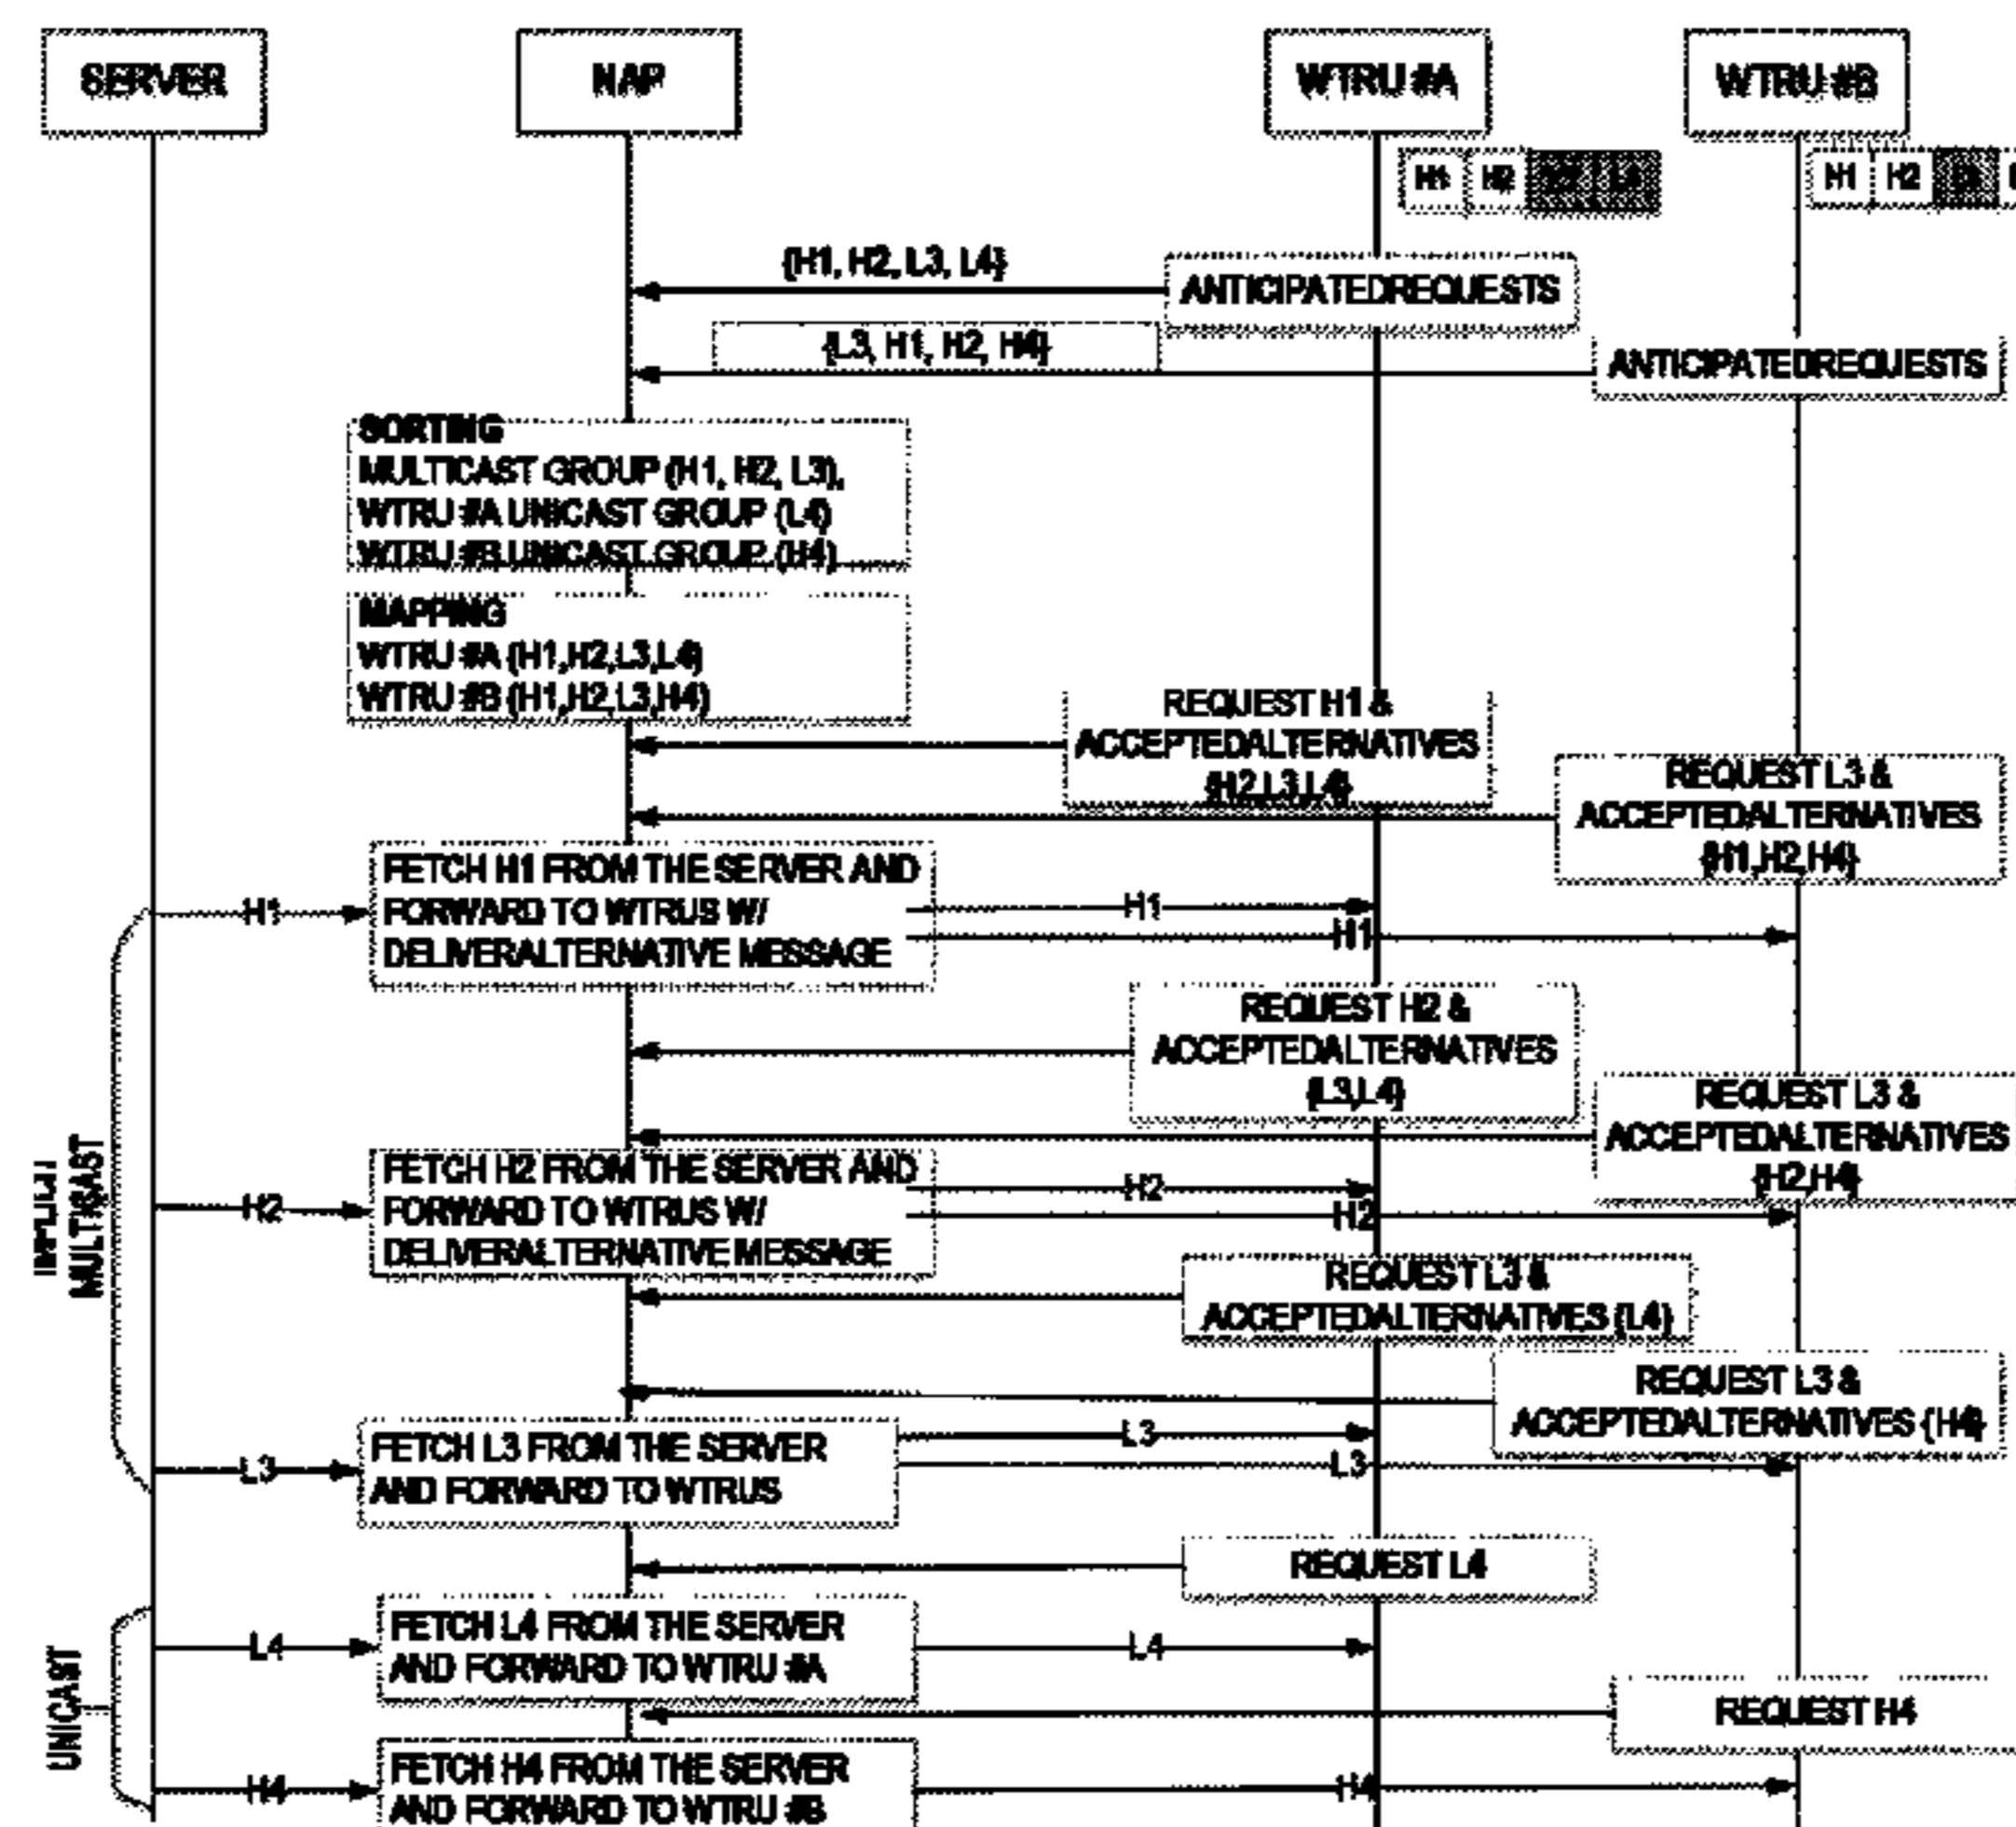 SERVER
NAP
WTRU #A
WTRU #B
H1 H2
H1 H2 L3
{H1, H2, L3, L4}
ANTICIPATEDREQUESTS
{L3, H1, H2, H4}
ANTICIPATEDREQUESTS
SORTING
MULTICAST GROUP (H1, H2, L3),
WTRU #A UNICAST GROUP (L4)
WTRU #B UNICAST GROUP (H4)
MAPPING
WTRU #A (H1,H2,L3,L4)
WTRU #B (H1,H2,L3,H4)
REQUEST H1 &
ACCEPTEDALTERNATIVES
{H2,L3,L4}
REQUEST L3 &
ACCEPTEDALTERNATIVES
{H1,H2,H4}
FETCH H1 FROM THE SERVER AND
FORWARD TO WTRUS W/
DELIVERALTERNATIVE MESSAGE
H1
H1
H1
REQUEST H2 &
ACCEPTEDALTERNATIVES
{L3,L4}
REQUEST L3 &
ACCEPTEDALTERNATIVES
{H2,H4}
IMPLICIT
MULTICAST
FETCH H2 FROM THE SERVER AND
FORWARD TO WTRUS W/
DELIVERALTERNATIVE MESSAGE
H2
H2
H2
REQUEST L3 &
ACCEPTEDALTERNATIVES {L4}
REQUEST L3 &
ACCEPTEDALTERNATIVES {H4}
FETCH L3 FROM THE SERVER
AND FORWARD TO WTRUS
L3
L3
L3
REQUEST L4
UNICAST
FETCH L4 FROM THE SERVER
AND FORWARD TO WTRU #A
L4
L4
REQUEST H4
FETCH H4 FROM THE SERVER
AND FORWARD TO WTRU #B
H4
H4